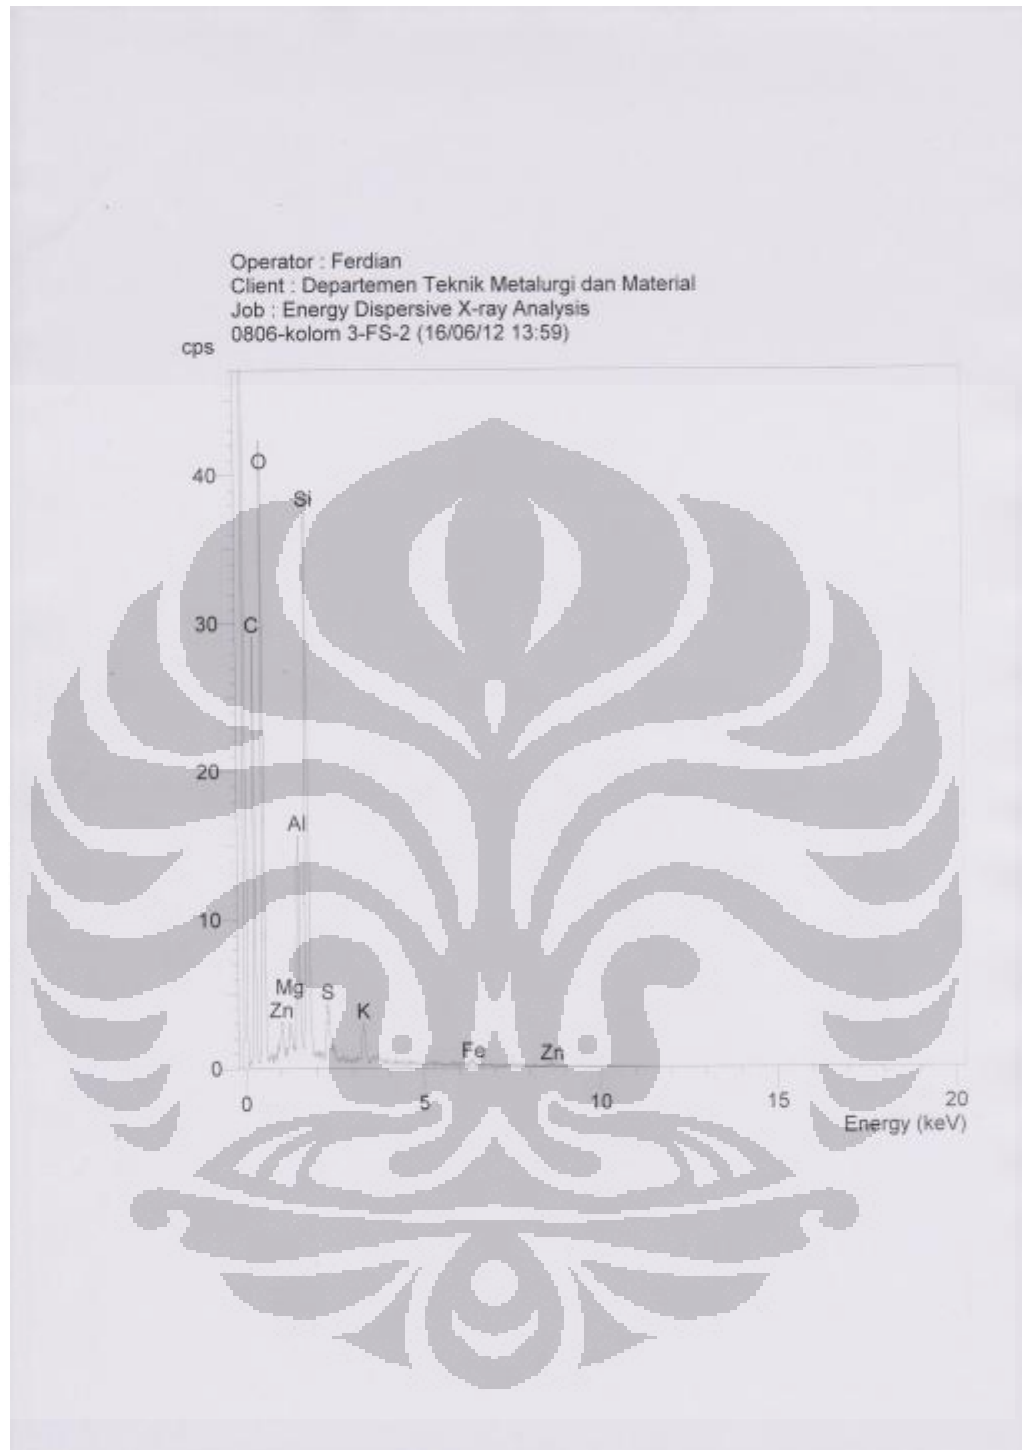 Operator : Ferdian
Client : Departemen Teknik Metalurgi dan Material
Job : Energy Dispersive X-ray Analysis
0806-kolom 3-FS-2 (16/06/12 13:59)
cps
40
O
Si
30
C
20
Al
10
Mg
S
Zn
K
Fe
Zn
0
0
5
10
15
20
Energy (keV)